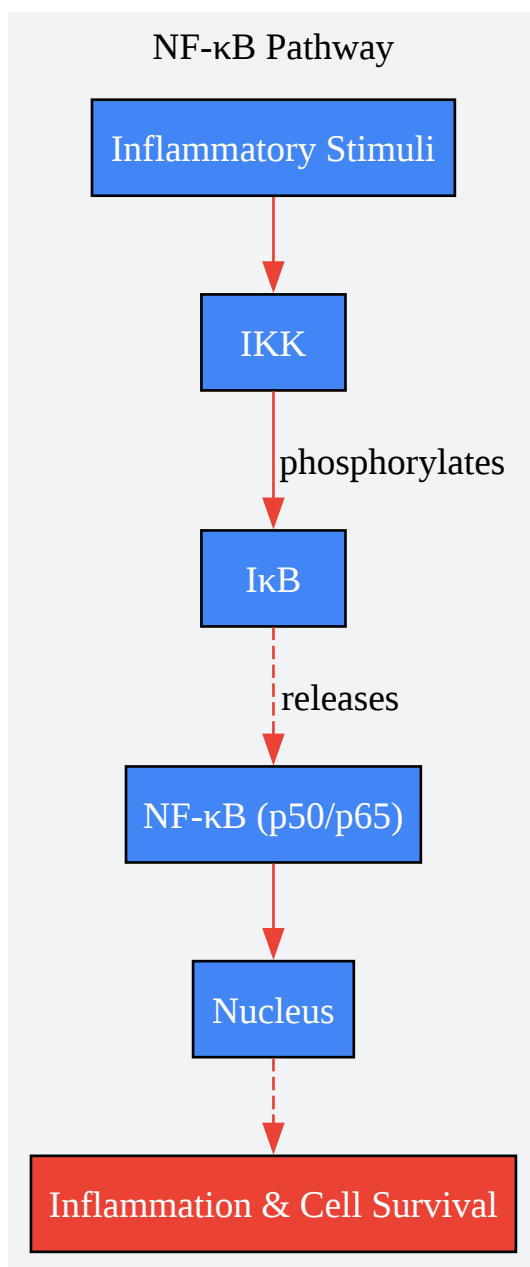 NF-κB Pathway
Inflammatory Stimuli
IKK
phosphorylates
IκB
releases
NF-κB (p50/p65)
Nucleus
Inflammation & Cell Survival